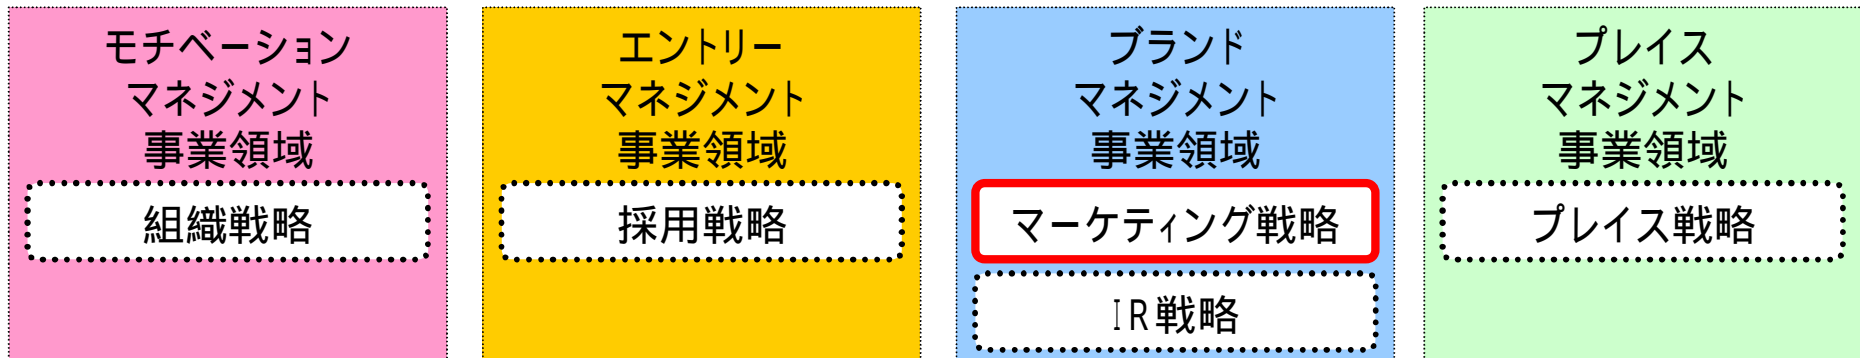 モチベーション
マネジメント
事業領域
組織戦略
エントリー
マネジメント
事業領域
採用戦略
ブランド
マネジメント
事業領域
マーケティング戦略
IR戦略
プレイス
マネジメント
事業領域
プレイス戦略